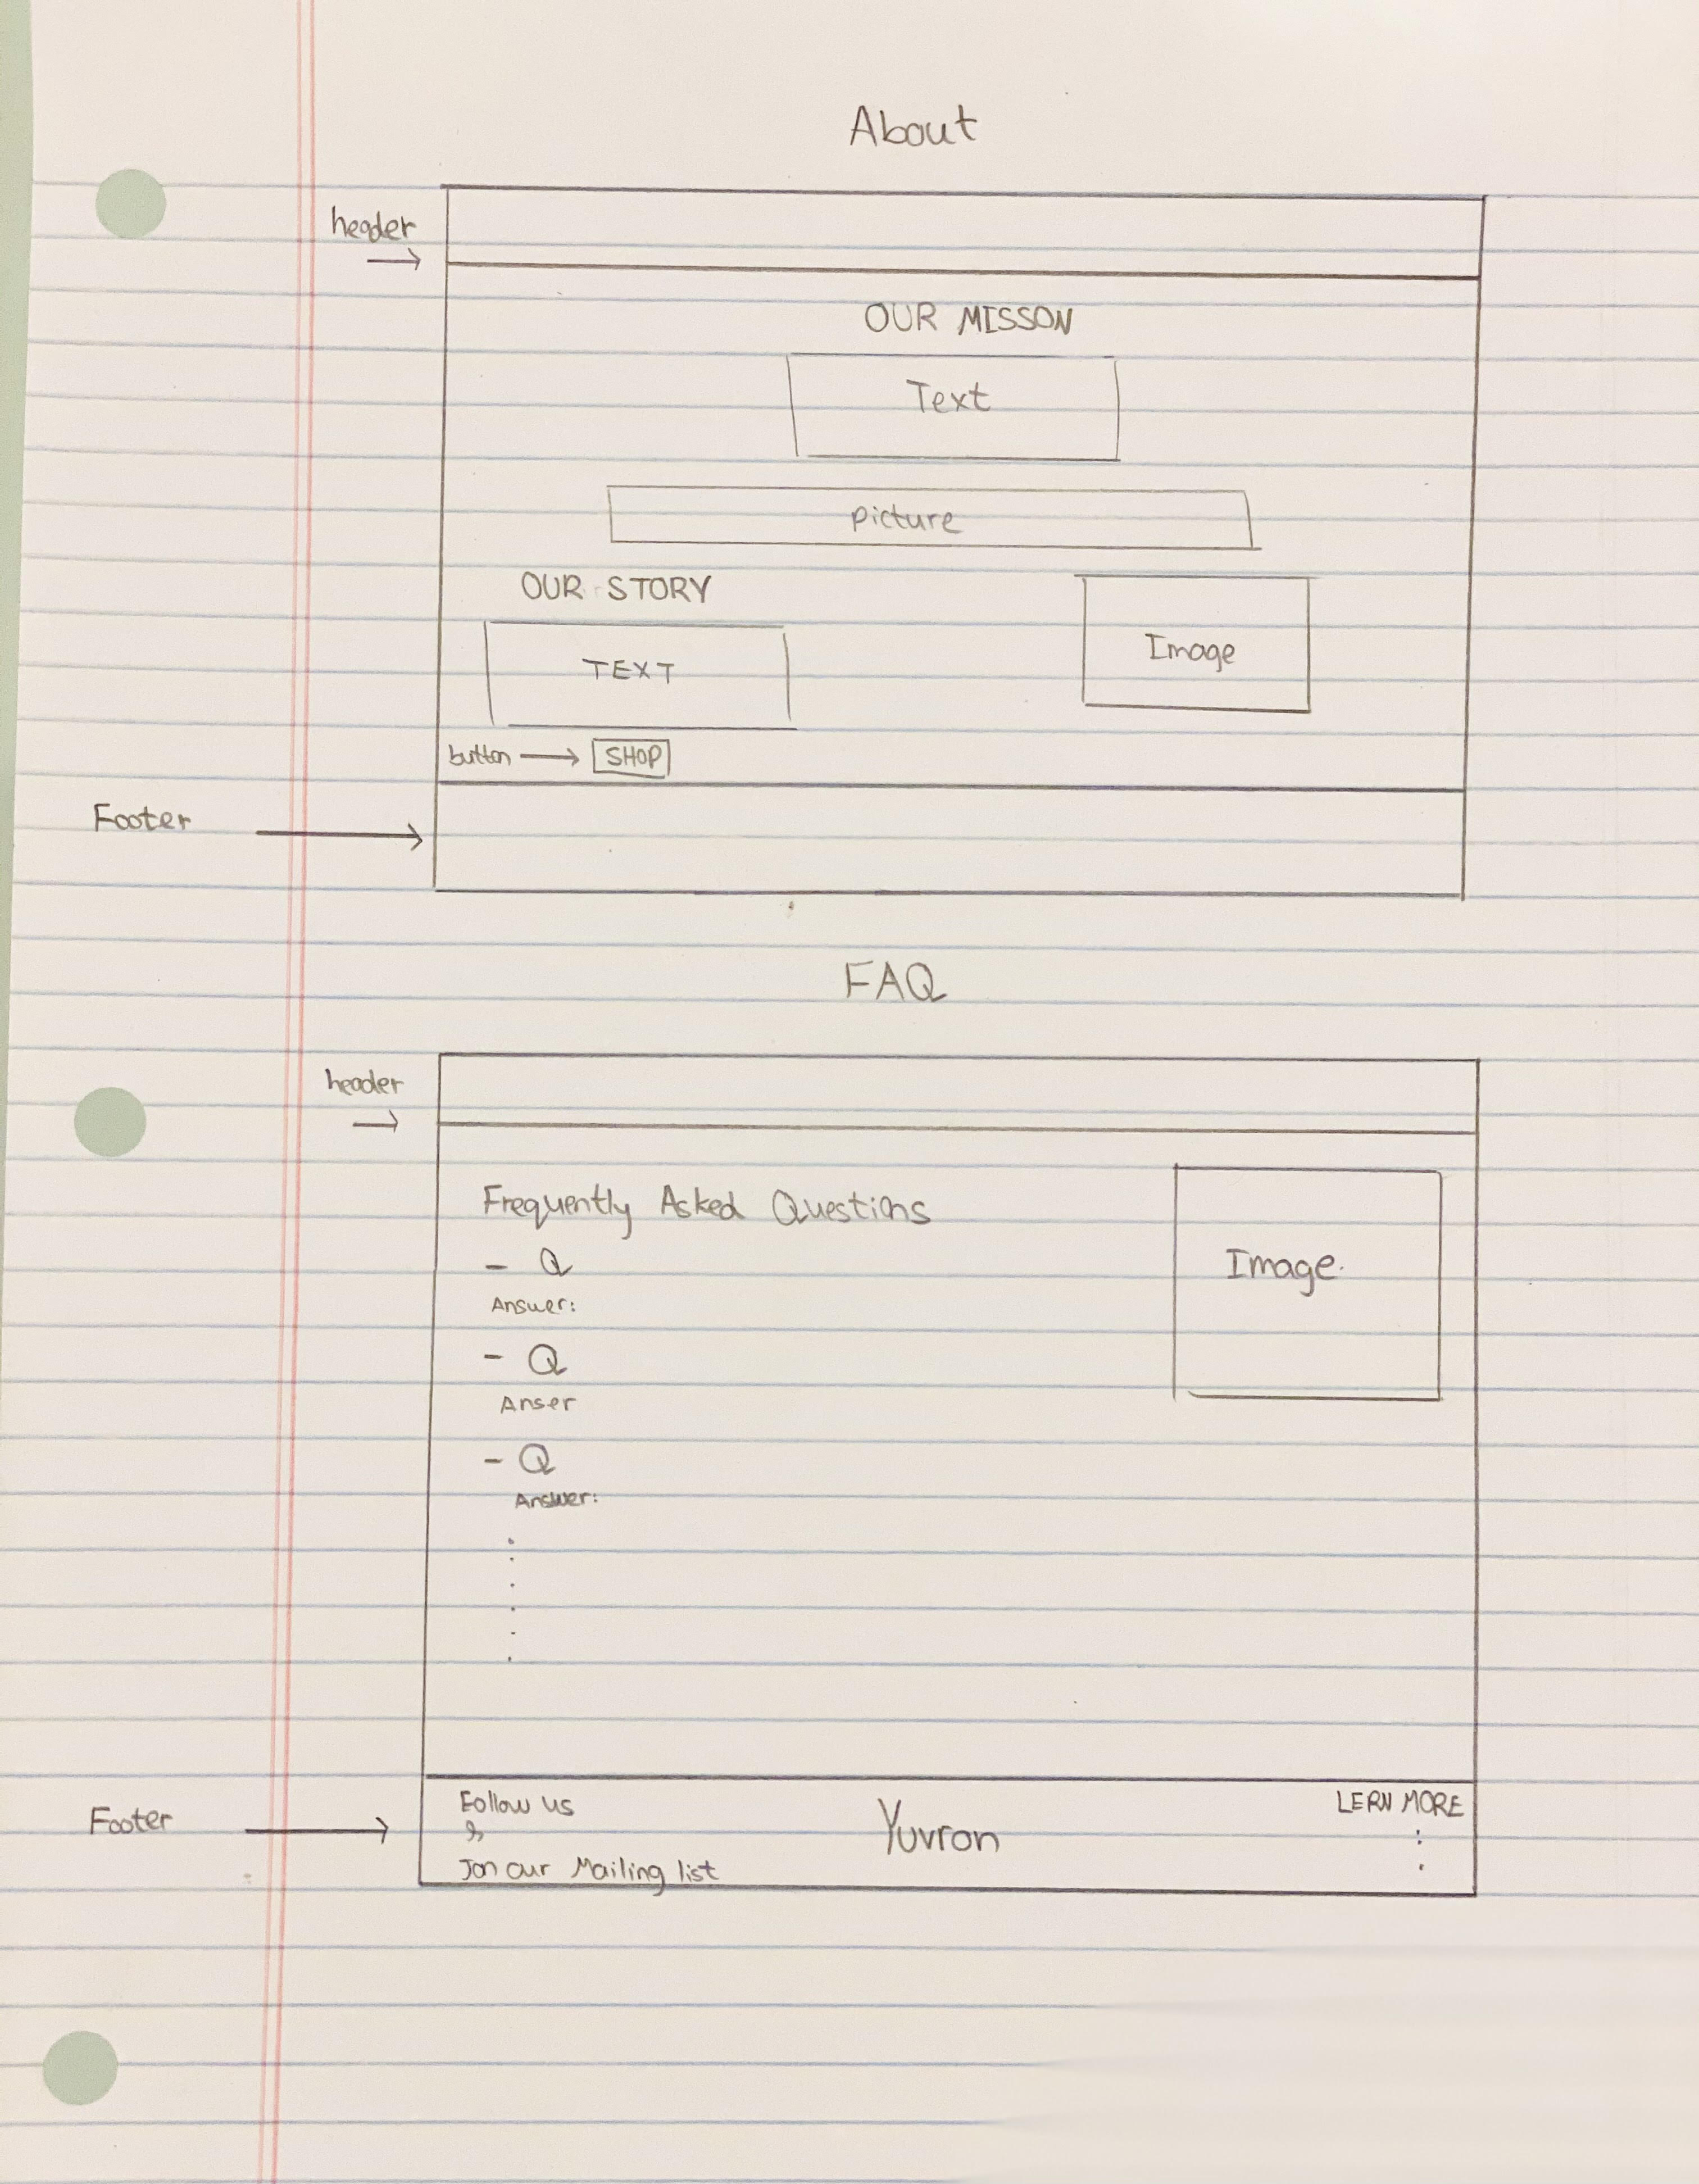 About
header
OUR MISSON
Text
picture
OUR STORY
Image
TEXT
button → SHOP
Footer
FAQ
header
Frequently Asked Questins
Image.
- Q
Answer:
- Q
Anser
- Q
Answer:
Follow us
LERN MORE
Footer
&
Yuvron
Jon our Mailing list